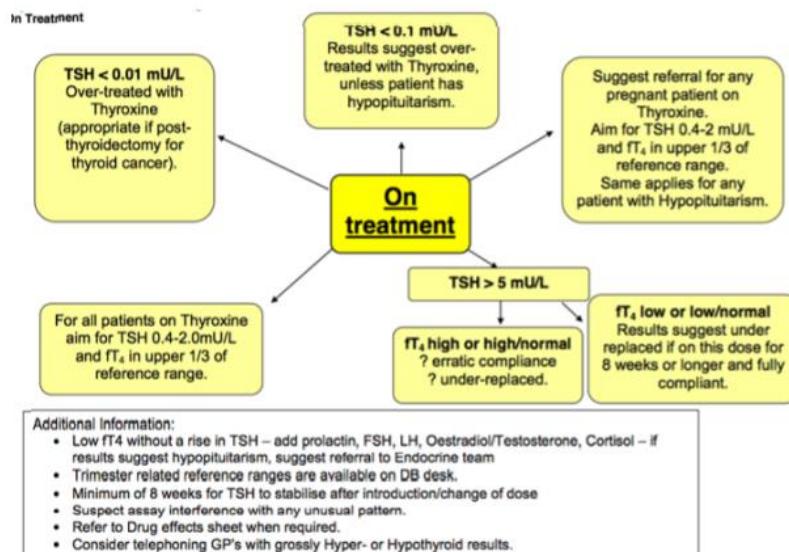 On Treatment
TSH < 0.1 mU/L
Results suggest over-
treated with Thyroxine,
unless patient has
hypopituitarism.
TSH < 0.01 mU/L
Over-treated with
Thyroxine
(appropriate if post-
thyroidectomy for
thyroid cancer).
Suggest referral for any
pregnant patient on
Thyroxine.
Aim for TSH 0.4-2 mU/L
and fT₄ in upper 1/3 of
reference range.
Same applies for any
patient with Hypopituitarism.
On
treatment
TSH > 5 mU/L
For all patients on Thyroxine
aim for TSH 0.4-2.0mU/L
and fT₄ in upper 1/3 of
reference range.
fT₄ high or high/normal
? erratic compliance
? under-replaced.
fT₄ low or low/normal
Results suggest under
replaced if on this dose for
8 weeks or longer and fully
compliant.
Additional Information:
• Low fT4 without a rise in TSH – add prolactin, FSH, LH, Oestradiol/Testosterone, Cortisol – if
results suggest hypopituitarism, suggest referral to Endocrine team
• Trimester related reference ranges are available on DB desk.
• Minimum of 8 weeks for TSH to stabilise after introduction/change of dose
• Suspect assay interference with any unusual pattern.
• Refer to Drug effects sheet when required.
• Consider telephoning GP's with grossly Hyper- or Hypothyroid results.